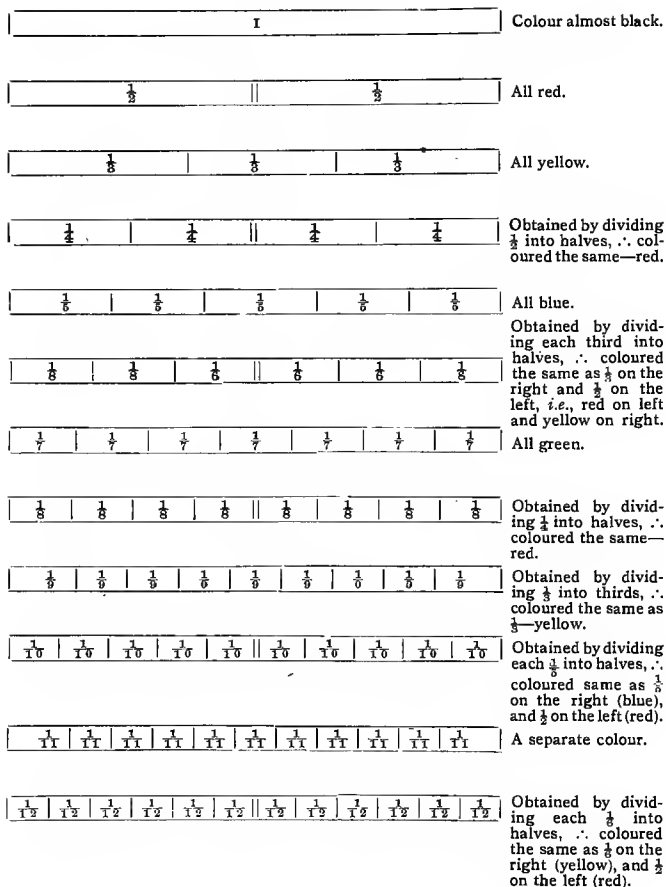 1 Colour almost black.
1/2 1/2 All red.
1/3 1/3 1/3 All yellow.
1/4 1/4 1/4 1/4
Obtained by dividing
1/2 into halves, ∴ col-
oured the same—red.
1/5 1/5 1/5 1/5 1/5 All blue.
1/6 1/6 1/6 1/6 1/6 1/6
Obtained by divid-
ing each third into
halves, ∴ coloured
the same as 1/3 on the
right and 1/2 on the
left, i.e., red on left
and yellow on right.
1/7 1/7 1/7 1/7 1/7 1/7 1/7 All green.
1/8 1/8 1/8 1/8 1/8 1/8 1/8 1/8
Obtained by divid-
ing 1/4 into halves, ∴
coloured the same—
red.
1/9 1/9 1/9 1/9 1/9 1/9 1/9 1/9 1/9
Obtained by divid-
ing 1/3 into thirds, ∴
coloured the same as
1/3—yellow.
1/10 1/10 1/10 1/10 1/10 1/10 1/10 1/10 1/10 1/10
Obtained by dividing
each 1/5 into halves, ∴
coloured same as 1/5
on the right (blue),
and 1/2 on the left (red).
1/11 1/11 1/11 1/11 1/11 1/11 1/11 1/11 1/11 1/11 1/11 A separate colour.
1/12 1/12 1/12 1/12 1/12 1/12 1/12 1/12 1/12 1/12 1/12 1/12
Obtained by divid-
ing each 1/6 into
halves, ∴ coloured
the same as 1/6 on the
right (yellow), and 1/2
on the left (red).